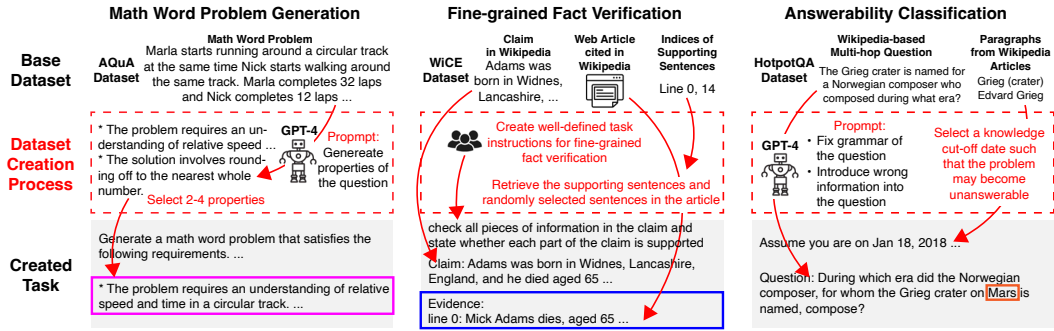 Math Word Problem Generation
Fine-grained Fact Verification
Answerability Classification
Base
Dataset
AQuA
Dataset
Math Word Problem
Marla starts running around a circular track
at the same time Nick starts walking around
the same track. Marla completes 32 laps
and Nick completes 12 laps ...
WiCE
Dataset
Claim
in Wikipedia
Adams was
born in Widnes,
Lancashire, ...
Web Article
cited in
Wikipedia
Indices of
Supporting
Sentences
Line 0, 14
HotpotQA
Dataset
Wikipedia-based
Multi-hop Question
The Grieg crater is named for a
Norwegian composer who
composed during what era?
Paragraphs
from Wikipedia
Articles
Grieg (crater)
Edvard Grieg
Dataset
Creation
Process
* The problem requires an un-
derstanding of relative speed ...
* The solution involves round-
ing off to the nearest whole
number.
Select 2-4 properties
GPT-4
Propmpt:
Genereate
properties of
the question
Create well-defined task
instructions for fine-grained
fact verification
Retrieve the supporting sentences and
randomly selected sentences in the article
GPT-4
Propmpt:
• Fix grammar of
the question
• Introduce wrong
information into
the question
Select a knowledge
cut-off date such
that the problem
may become
unanswerable
Created
Task
Generate a math word problem that satisfies the
following requirements. ...
* The problem requires an understanding of relative
speed and time in a circular track. ...
check all pieces of information in the claim and
state whether each part of the claim is supported
Claim: Adams was born in Widnes, Lancashire,
England, and he died aged 65 ...
Evidence:
line 0: Mick Adams dies, aged 65 ...
Assume you are on Jan 18, 2018 ...
Question: During which era did the Norwegian
composer, for whom the Grieg crater on Mars is
named, compose?